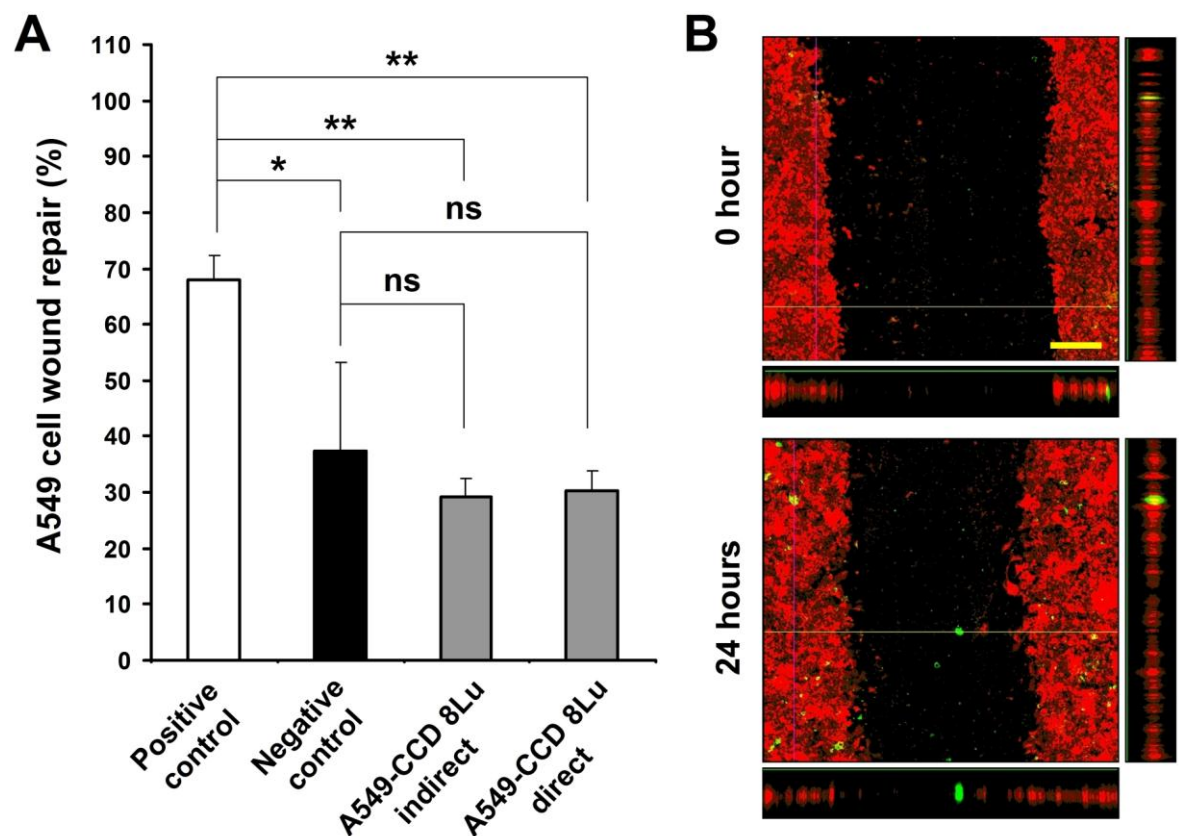 A
A549 cell wound repair (%)
110
100
90
80
70
60
50
40
30
20
10
0
**
**
*
ns
ns
Positive
control
Negative
control
A549-CCD 8Lu
indirect
A549-CCD 8Lu
direct
B
0 hour
24 hours